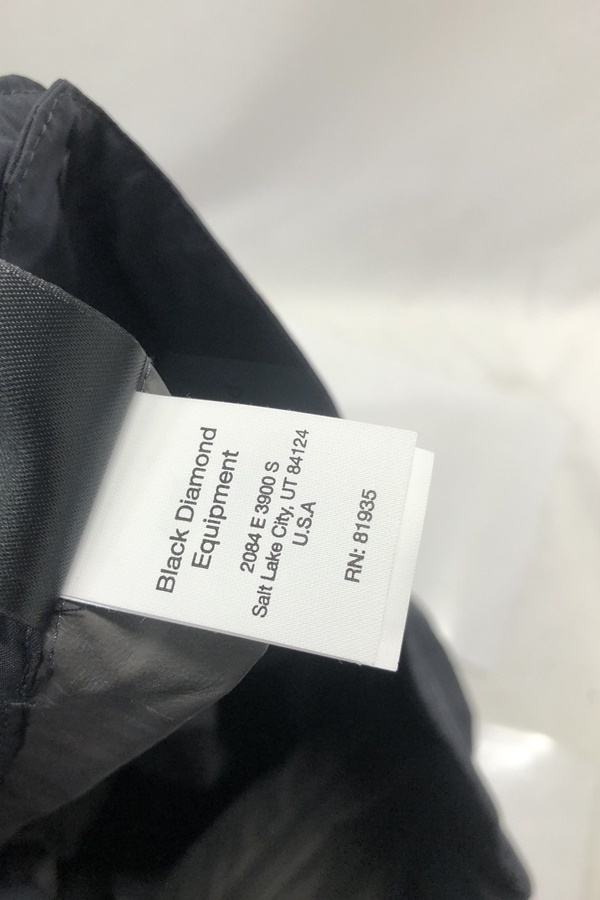 Black Diamond
Equipment
2084 E 3900 S
Salt Lake City, UT 84124
U.S.A
RN: 81935